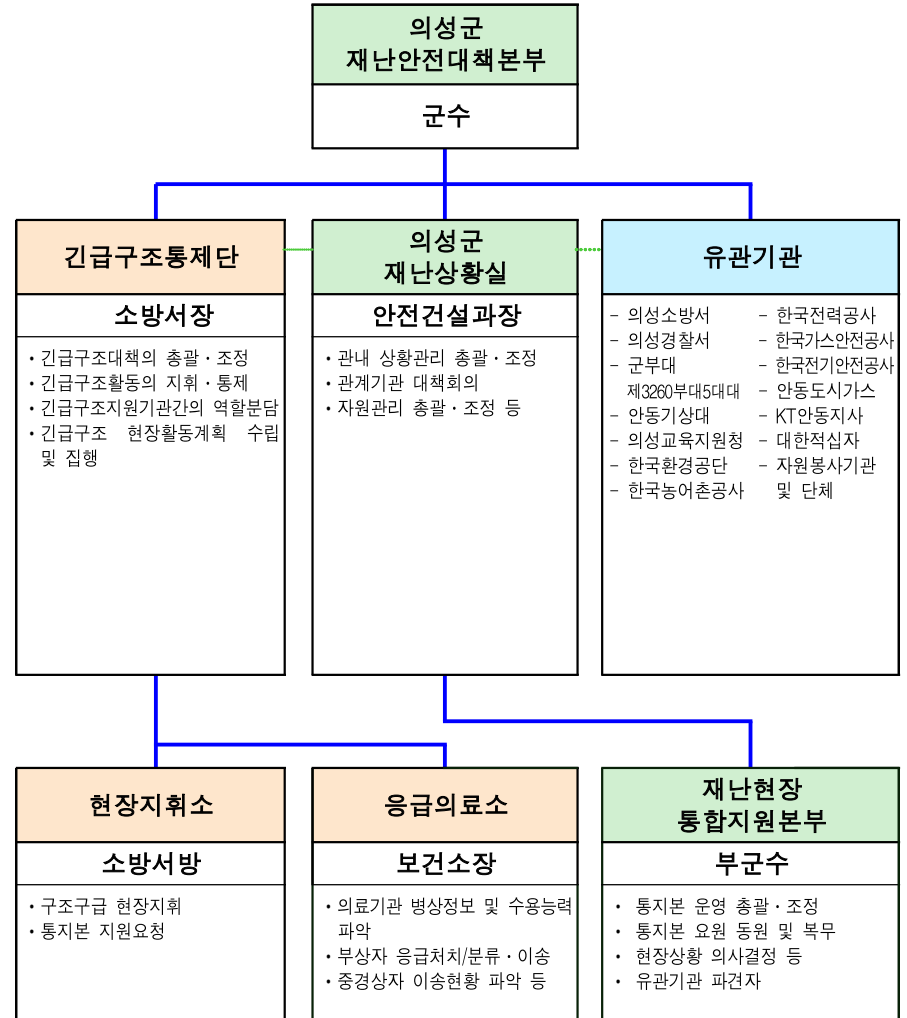 의성군
재난안전대책본부
군수
긴급구조통제단
소방서장
・긴급구조대책의 총괄・조정
・긴급구조활동의 지휘・통제
・긴급구조지원기관간의 역할분담
・긴급구조 현장활동계획 수립
및 집행
의성군
재난상황실
안전건설과장
・관내 상황관리 총괄・조정
・관계기관 대책회의
・자원관리 총괄・조정 등
유관기관
- 의성소방서
- 의성경찰서
- 군부대
제3260부대5대대
- 안동기상대
- 의성교육지원청
- 한국환경공단
- 한국농어촌공사
- 한국전력공사
- 한국가스안전공사
- 한국전기안전공사
- 안동도시가스
- KT안동지사
- 대한적십자
- 자원봉사기관
및 단체
현장지휘소
소방서방
・구조구급 현장지휘
・통지본 지원요청
응급의료소
보건소장
・의료기관 병상정보 및 수용능력
파악
・부상자 응급처치/분류・이송
・중경상자 이송현황 파악 등
재난현장
통합지원본부
부군수
・ 통지본 운영 총괄・조정
・ 통지본 요원 동원 및 복무
・ 현장상황 의사결정 등
・ 유관기관 파견자